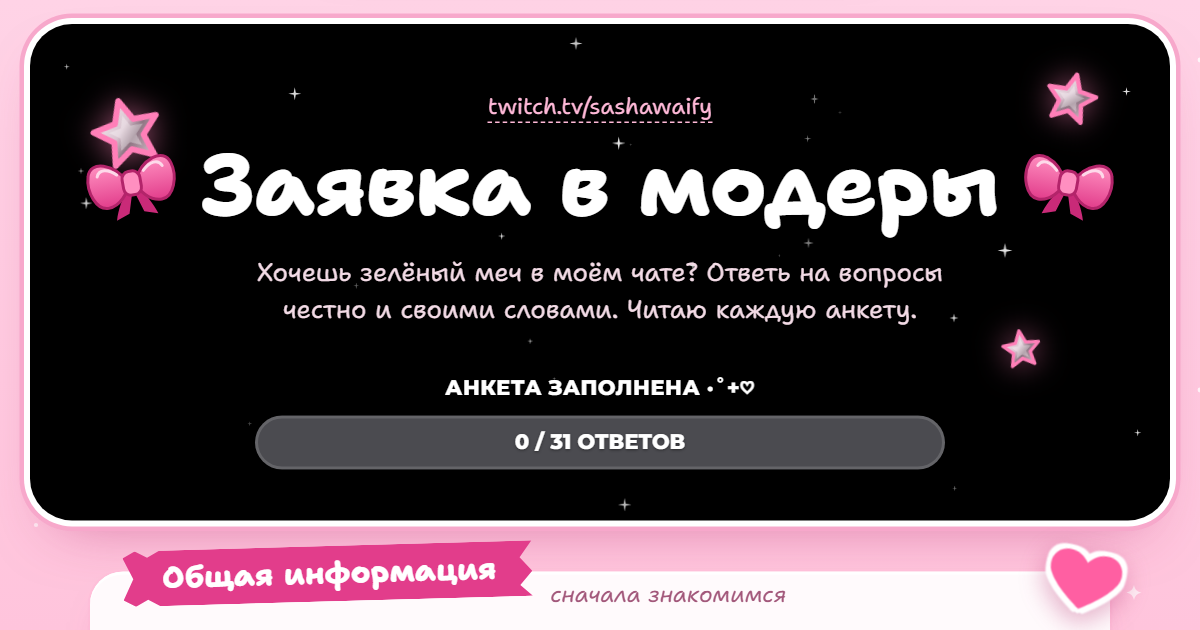 twitch.tv/sashawaify
Заявка в модеры
Хочешь зелёный меч в моём чате? Ответь на вопросы
честно и своими словами. Читаю каждую анкету.
АНКЕТА ЗАПОЛНЕНА ⋆˚+♡
0 / 31 ОТВЕТОВ
Общая информация
сначала знакомимся